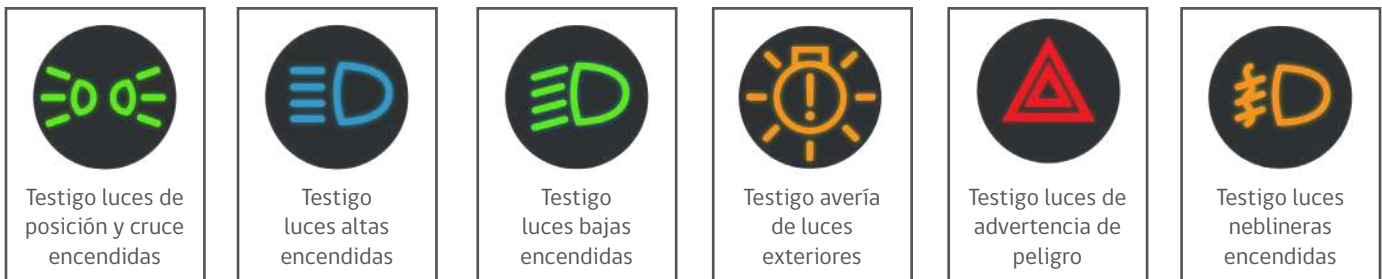 Testigo luces de
posición y cruce
encendidas
Testigo
luces altas
encendidas
Testigo
luces bajas
encendidas
Testigo avería
de luces
exteriores
Testigo luces de
advertencia de
peligro
Testigo luces
neblineras
encendidas